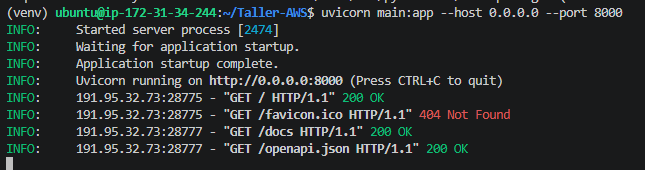 (venv) ubuntu@ip-172-31-34-244:~/Taller-AWS$ uvicorn main:app --host 0.0.0.0 --port 8000
INFO:     Started server process [2474]
INFO:     Waiting for application startup.
INFO:     Application startup complete.
INFO:     Uvicorn running on http://0.0.0.0:8000 (Press CTRL+C to quit)
INFO:     191.95.32.73:28775 - "GET / HTTP/1.1" 200 OK
INFO:     191.95.32.73:28775 - "GET /favicon.ico HTTP/1.1" 404 Not Found
INFO:     191.95.32.73:28777 - "GET /docs HTTP/1.1" 200 OK
INFO:     191.95.32.73:28777 - "GET /openapi.json HTTP/1.1" 200 OK